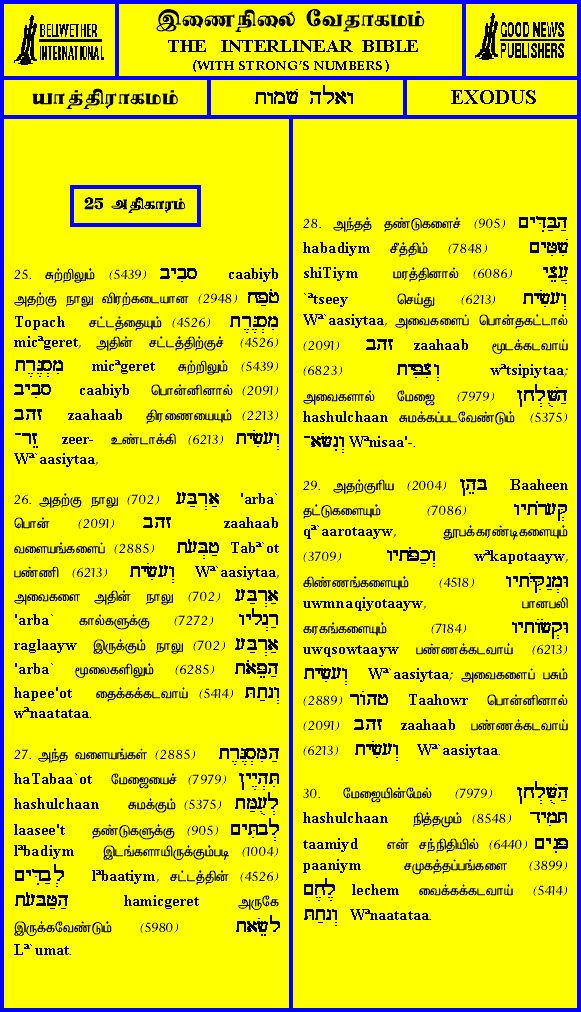 BELLWETHER
INTERNATIONAL
இணைநிலை வேதாகமம்
THE INTERLINEAR BIBLE
(WITH STRONG'S NUMBERS)
GOOD NEWS
PUBLISHERS
யாத்திராகமம்
ואלה שמות
EXODUS
25 அதிகாரம்
25. சுற்றிலும் (5439) סָבִיב caabiyb
அதற்கு நாலு விரற்கடையான (2948) טֹפַח
Topach சட்டத்தையும் (4526) מִסְגֶּרֶת
micªgeret, அதின் சட்டத்திற்குச் (4526)
מִסְגֶּרֶת micªgeret சுற்றிலும் (5439)
סָבִיב caabiyb பொன்னினால் (2091)
זהב zaahaab திரணையையும் (2213)
זֵר־ zeer- உண்டாக்கி (6213) וְעָשִׂיתָ
Wª`aasiytaa,
26. அதற்கு நாலு (702) אַרְבַּע 'arba`
பொன் (2091) זהב zaahaab
வளையங்களைப் (2885) טַבְּעֹת Tabª`ot
பண்ணி (6213) וְעָשִׂיתָ Wª`aasiytaa,
அவைகளை அதின் நாலு (702) אַרְבַּע
'arba` கால்களுக்கு (7272) רַגְלָיו
raglaayw இருக்கும் நாலு (702) אַרְבַּע
'arba` மூலைகளிலும் (6285) הַפֵּאֹת
hapee'ot தைக்கக்கடவாய் (5414) וְנָתַתָּ
wªnaatataa.
27. அந்த வளையங்கள் (2885) הַמִּסְגֶּרֶת
haTabaa`ot மேஜையைச் (7979) תִּהְיֶיןָ
hashulchaan சுமக்கும் (5375) לְעֻמַּת
laasee't தண்டுகளுக்கு (905) לְבָתִּים
lªbadiym இடங்களாயிருக்கும்படி (1004)
לְבַדִּים lªbaatiym, சட்டத்தின் (4526)
הַטַּבָּעֹת hamicgeret அருகே
இருக்கவேண்டும் (5980) לָשֵׂאת
Lª`umat.
28. அந்தத் தண்டுகளைச் (905) הַבַּדִּים
habadiym சீத்திம் (7848) שִׁטִּים
shiTiym மரத்தினால் (6086) עֲצֵי
`ªtseey செய்து (6213) וְעָשִׂיתָ
Wª`aasiytaa, அவைகளைப் பொன்தகட்டால்
(2091) זהב zaahaab மூடக்கடவாய்
(6823) וְצִפִּיתָ wªtsipiytaa;
அவைகளால் மேஜை (7979) הַשֻּׁלְחָן
hashulchaan சுமக்கப்படவேண்டும் (5375)
וְנִשָּׂא־ Wªnisaa'-.
29. அதற்குரிய (2004) בָּהֵן Baaheen
தட்டுகளையும் (7086) קְּעָרֹתָיו
qª`aarotaayw, தூபக்கரண்டிகளையும்
(3709) וְכַפֹּתָיו wªkapotaayw,
கிண்ணங்களையும் (4518) וּמְנַקִּיֹּתָיו
uwmnaqiyotaayw, பானபலி
கரகங்களையும் (7184) וּקְשׂוֹתָיו
uwqsowtaayw பண்ணக்கடவாய் (6213)
וְעָשִׂיתָ Wª`aasiytaa; அவைகளைப் பசும்
(2889) טהוֹר Taahowr பொன்னினால்
(2091) זהב zaahaab பண்ணக்கடவாய்
(6213) וְעָשִׂיתָ Wª`aasiytaa.
30. மேஜையின்மேல் (7979) הַשֻּׁלְחָן
hashulchaan நித்தமும் (8548) תָּמִיד
taamiyd என் சந்நிதியில் (6440) פָּנִים
paaniym சமுகத்தப்பங்களை (3899)
לֶחֶם lechem வைக்கக்கடவாய் (5414)
וְנָתַתָּ Wªnaatataa.